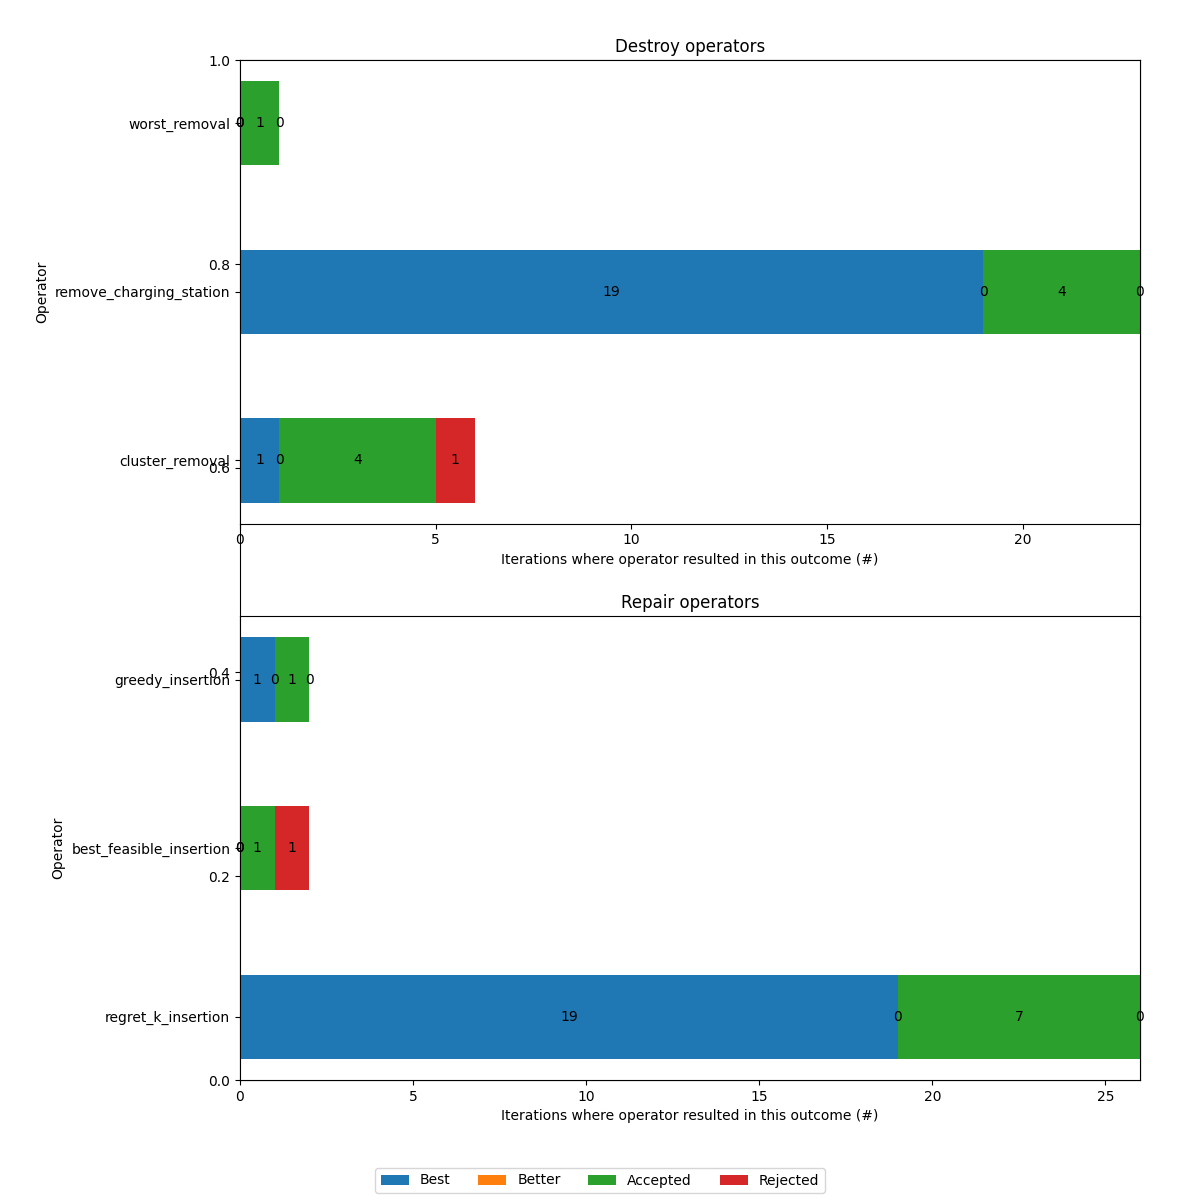 Destroy operators
1.0
worst_removal
0 0 1 0
0.8
Operator
remove_charging_station
19 0 4 0
cluster_removal
0.6
1 0 4 1
0 5 10 15 20
Iterations where operator resulted in this outcome (#)
Repair operators
0.4
greedy_insertion
1 0 1 0
Operator
best_feasible_insertion
0 0 1 1
0.2
regret_k_insertion
19 0 7 0
0.0
0 5 10 15 20 25
Iterations where operator resulted in this outcome (#)
Best Better Accepted Rejected